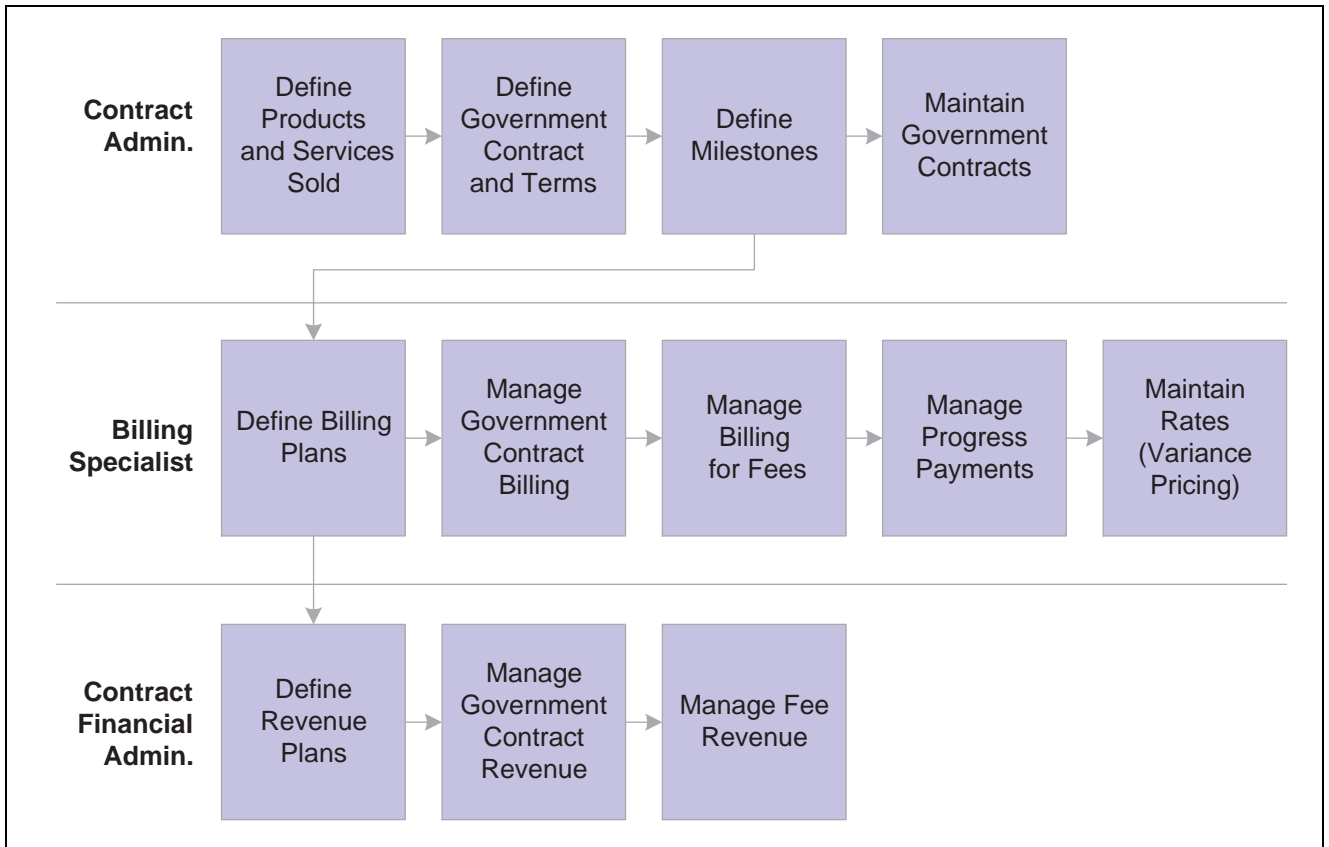 Contract
Admin.
Define
Products
and Services
Sold
Define
Government
Contract
and Terms
Define
Milestones
Maintain
Government
Contracts
Billing
Specialist
Define Billing
Plans
Manage
Government
Contract
Billing
Manage
Billing
for Fees
Manage
Progress
Payments
Maintain
Rates
(Variance
Pricing)
Contract
Financial
Admin.
Define
Revenue
Plans
Manage
Government
Contract
Revenue
Manage Fee
Revenue